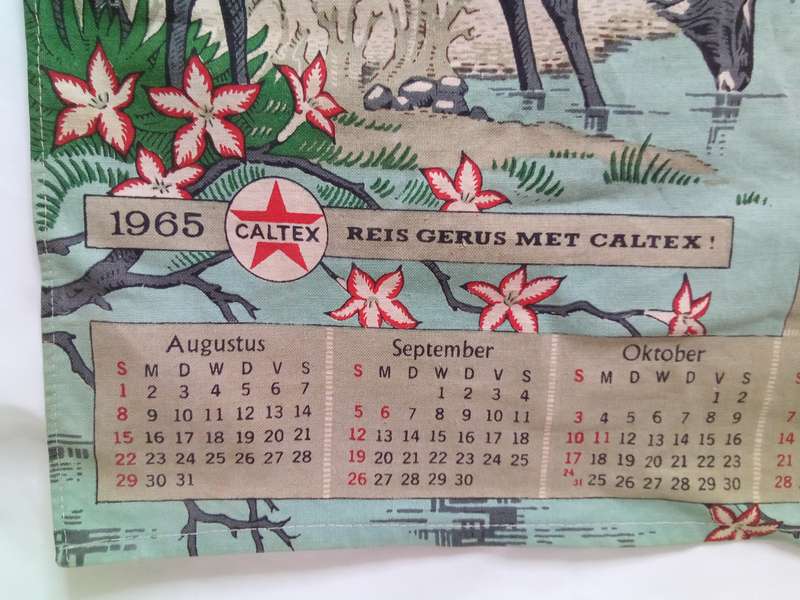 1965 CALTEX REIS GERUS MET CALTEX!
Augustus
S M D W D V S
1 2 3 4 5 6 7
8 9 10 11 12 13 14
15 16 17 18 19 20 21
22 23 24 25 26 27 28
29 30 31
September
S M D W D V S
1 2 3 4
5 6 7 8 9 10 11
12 13 14 15 16 17 18
19 20 21 22 23 24 25
26 27 28 29 30
Oktober
S M D W D V S
1 2
3 4 5 6 7 8 9
10 11 12 13 14 15 16
17 18 19 20 21 22 23
24 31 25 26 27 28 29 30
7
14
21
28